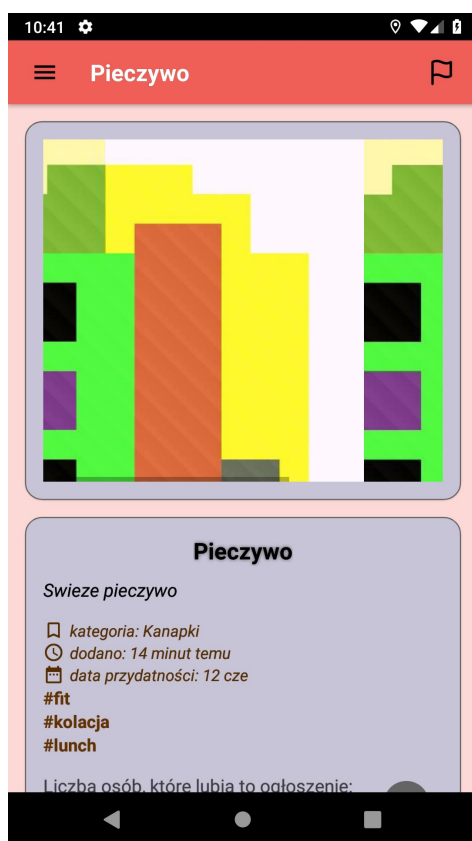 10:41
Pieczywo
Pieczywo
Swieze pieczywo
kategoria: Kanapki
dodano: 14 minut temu
data przydatności: 12 cze
#fit
#kolacja
#lunch
Liczba osób, które lubią to ogłoszenie: